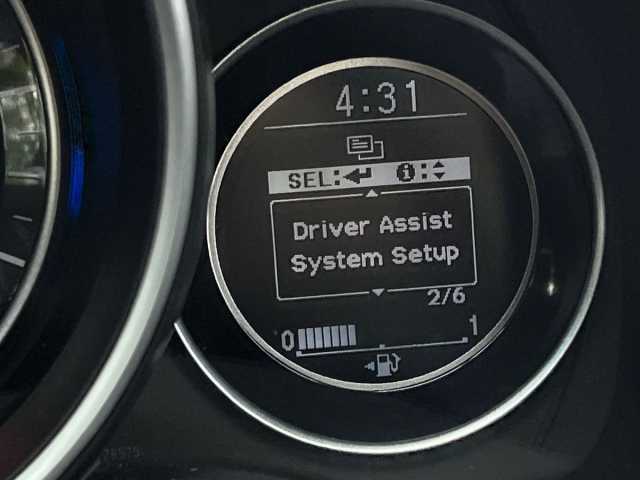 4:31
SEL: i:
Driver Assist
System Setup
2/6
0 1